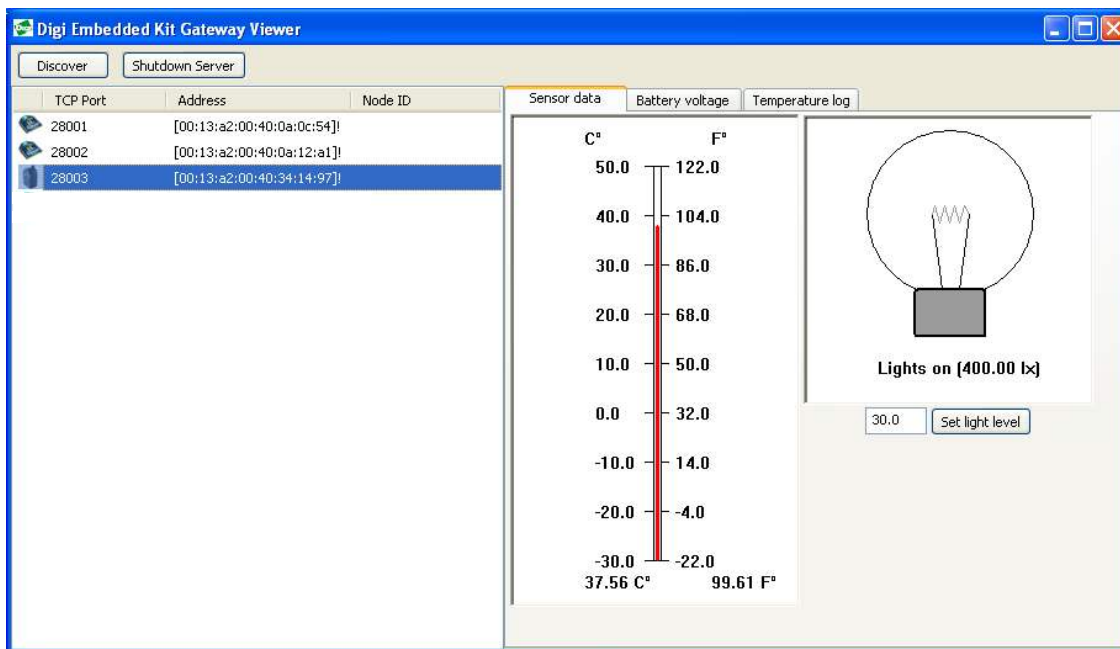 Digi Embedded Kit Gateway Viewer
Discover Shutdown Server
TCP Port Address Node ID
28001 [00:13:a2:00:40:0a:0c:54]!
28002 [00:13:a2:00:40:0a:12:a1]!
28003 [00:13:a2:00:40:34:14:97]!
Sensor data Battery voltage Temperature log
C° F°
50.0 122.0
40.0 104.0
30.0 86.0
20.0 68.0
10.0 50.0
0.0 32.0
-10.0 14.0
-20.0 -4.0
-30.0 -22.0
37.56 C° 99.61 F°
Lights on (400.00 lx)
30.0 Set light level